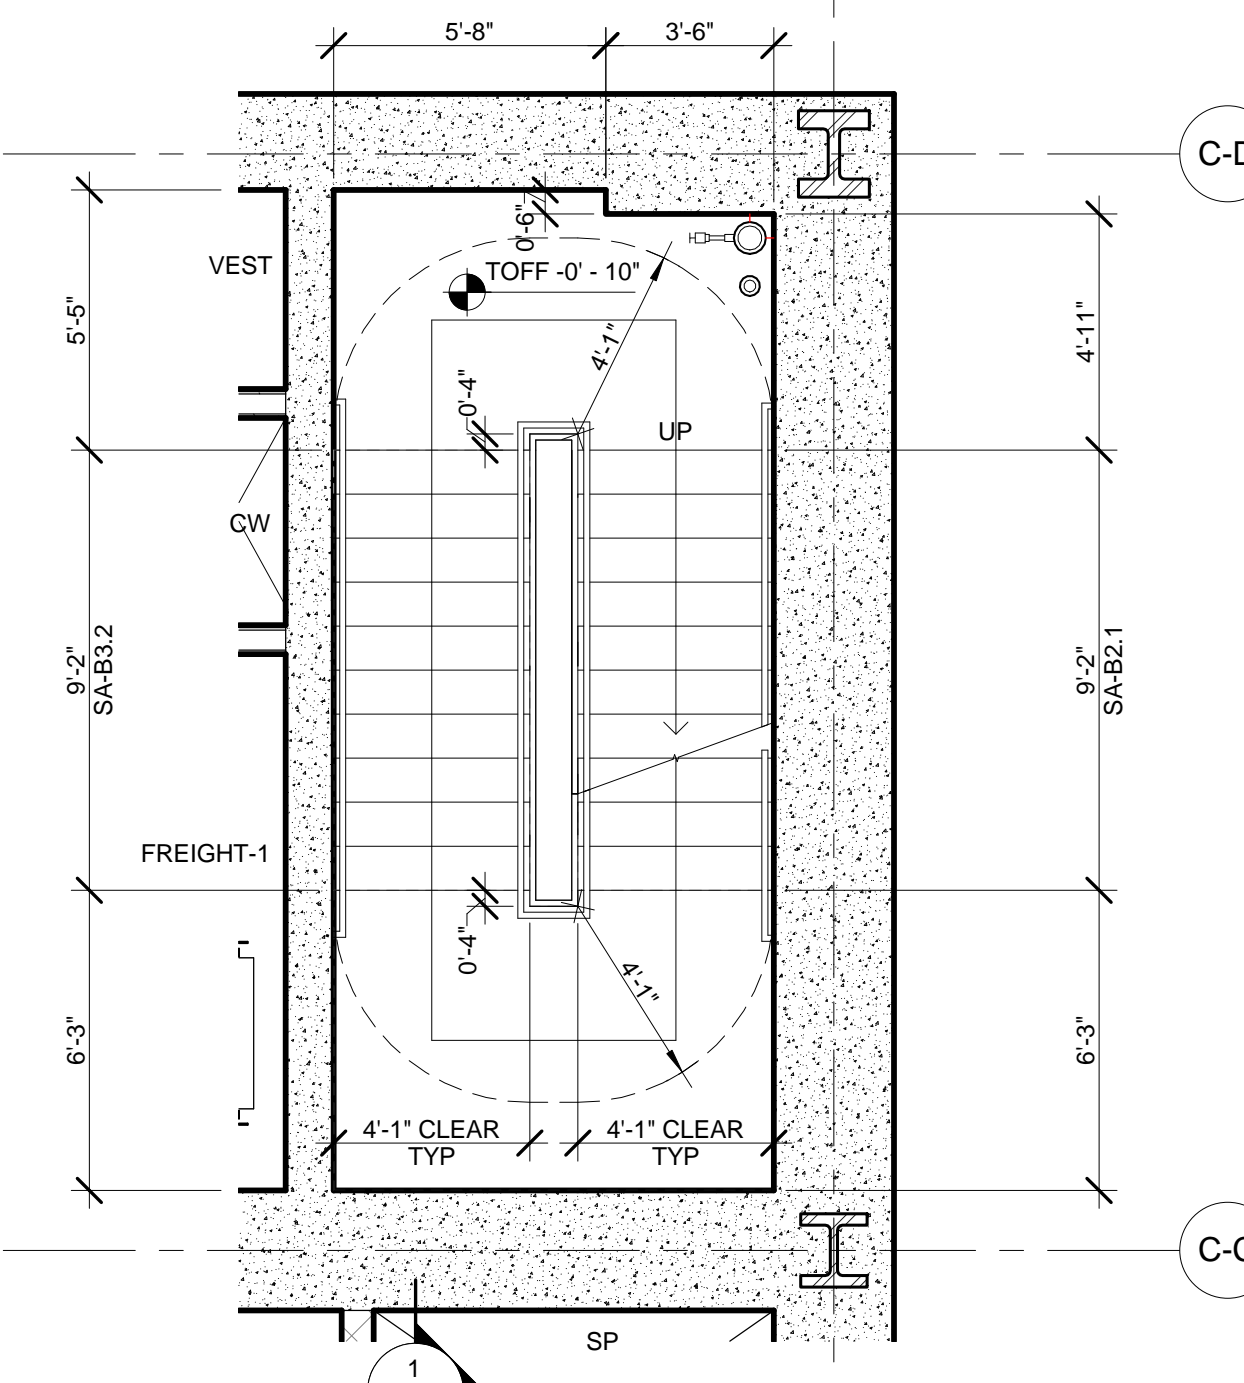 5'-8"
3'-6"
C-D
0'-6"
VEST
TOFF -0' - 10"
5'-5"
4'-11"
4'-1"
0'-4"
UP
CW
9'-2"
SA-B3.2
9'-2"
SA-B2.1
FREIGHT-1
0'-4"
4'-1"
6'-3"
6'-3"
4'-1" CLEAR
TYP
4'-1" CLEAR
TYP
SP
1